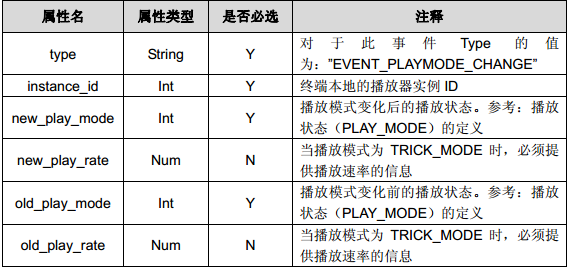 属性名 属性类型 是否必选 注释
type String Y 对于此事件 Type 的值
为:”EVENT_PLAYMODE_CHANGE”
instance_id Int Y 终端本地的播放器实例 ID
new_play_mode Int Y 播放模式变化后的播放状态。参考:播放
状态(PLAY_MODE)的定义
new_play_rate Num N 当播放模式为 TRICK_MODE 时,必须提
供播放速率的信息
old_play_mode Int Y 播放模式变化前的播放状态。参考:播放
状态(PLAY_MODE)的定义
old_play_rate Num N 当播放模式为 TRICK_MODE 时,必须提
供播放速率的信息